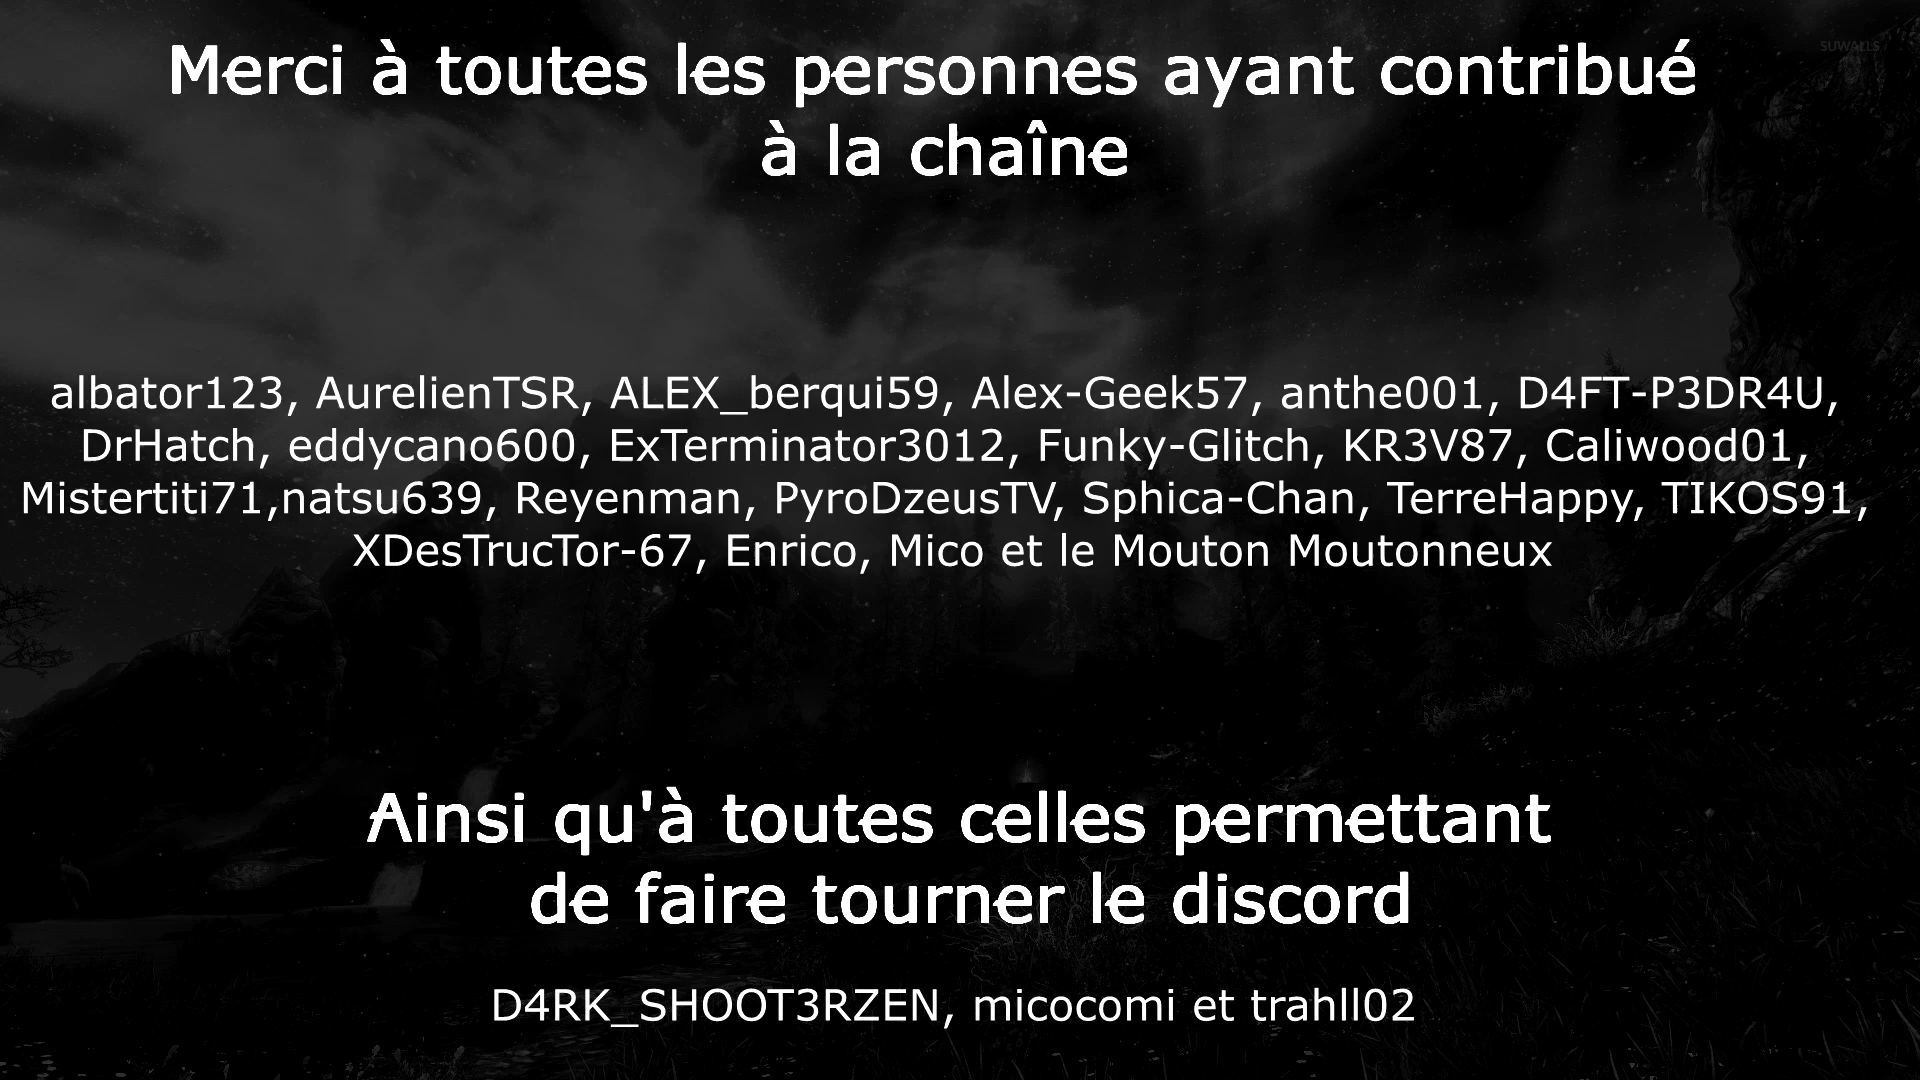 SUWALLS
Merci à toutes les personnes ayant contribué
à la chaîne
albator123, AurelienTSR, ALEX_berqui59, Alex-Geek57, anthe001, D4FT-P3DR4U,
DrHatch, eddycano600, ExTerminator3012, Funky-Glitch, KR3V87, Caliwood01,
Mistertiti71,natsu639, Reyenman, PyroDzeusTV, Sphica-Chan, TerreHappy, TIKOS91,
XDesTrucTor-67, Enrico, Mico et le Mouton Moutonneux
Ainsi qu'à toutes celles permettant
de faire tourner le discord
D4RK_SHOOT3RZEN, micocomi et trahll02